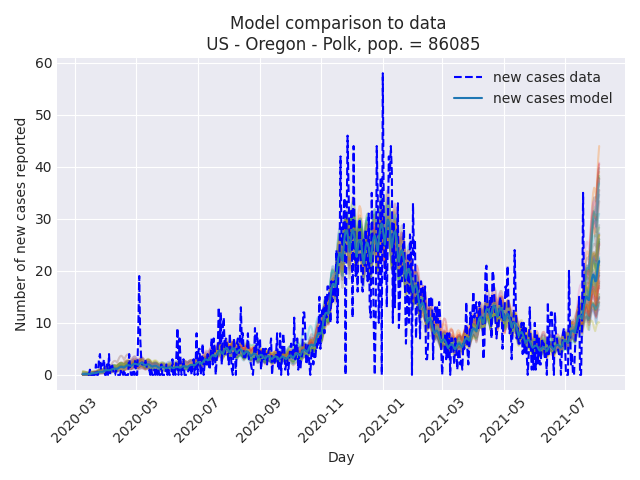 Model comparison to data
US - Oregon - Polk, pop. = 86085
new cases data
new cases model
Number of new cases reported
60
50
40
30
20
10
0
2020-03
2020-05
2020-07
2020-09
2020-11
2021-01
2021-03
2021-05
2021-07
Day